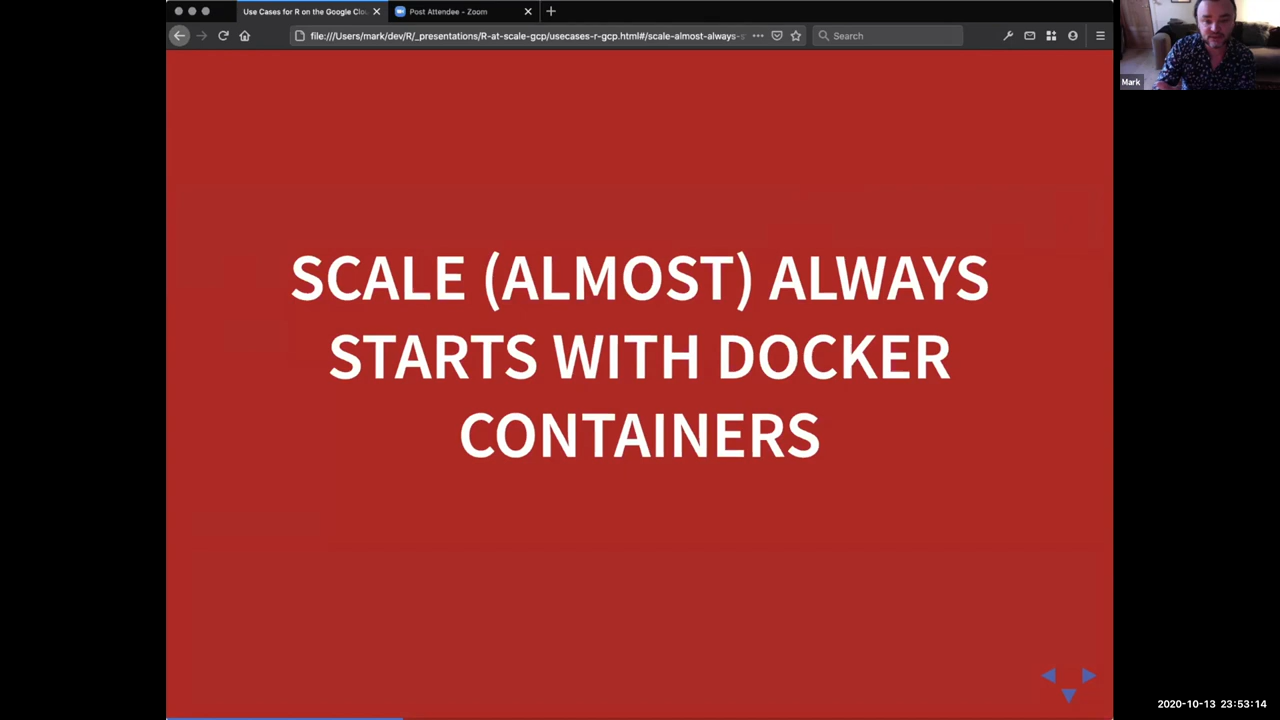 Use Cases for R on the Google Clou
Post Attendee - Zoom
file:///Users/mark/dev/R/_presentations/R-at-scale-gcp/usecases-r-gcp.html#/scale-almost-always-s
Search
Mark
SCALE (ALMOST) ALWAYS
STARTS WITH DOCKER
CONTAINERS
2020-10-13 23:53:14